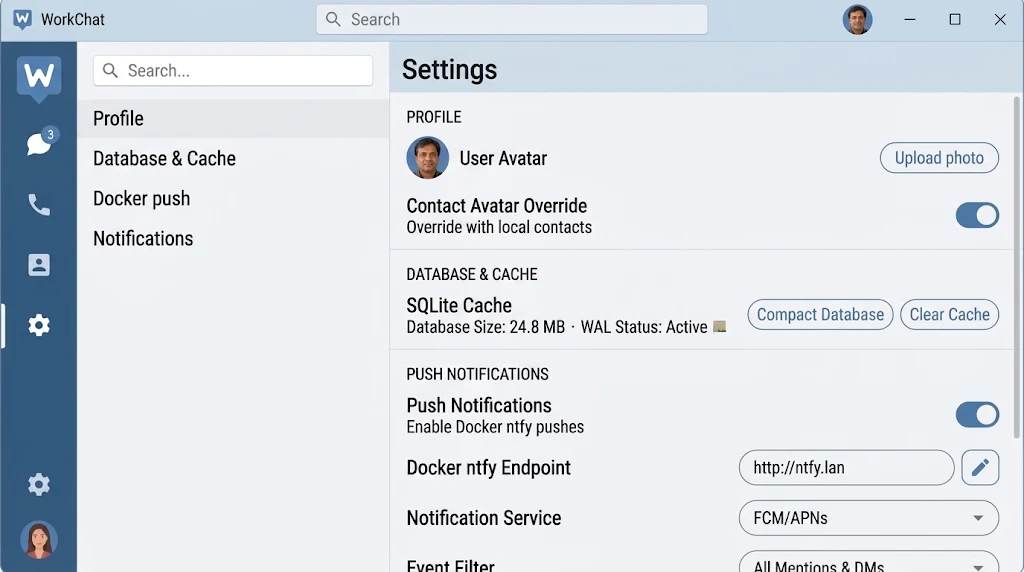 W WorkChat
Search
W
3
Search...
Profile
Database & Cache
Docker push
Notifications
Settings
PROFILE
User Avatar
Upload photo
Contact Avatar Override
Override with local contacts
DATABASE & CACHE
SQLite Cache
Database Size: 24.8 MB · WAL Status: Active
Compact Database
Clear Cache
PUSH NOTIFICATIONS
Push Notifications
Enable Docker ntfy pushes
Docker ntfy Endpoint
http://ntfy.lan
Notification Service
FCM/APNs
Event Filter
All Mentions & DMs